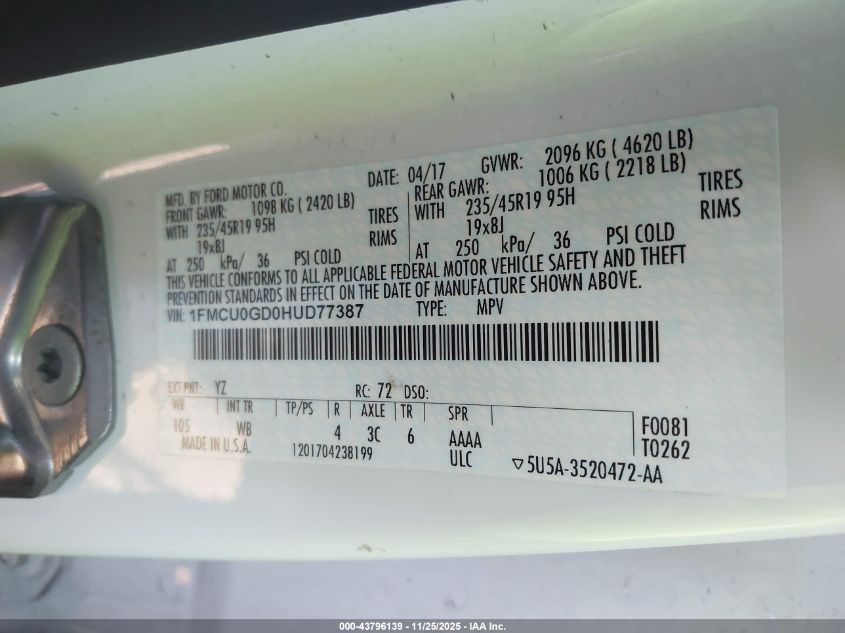 MFD. BY FORD MOTOR CO. DATE: 04/17 GVWR: 2096 KG ( 4620 LB)
FRONT GAWR: 1098 KG ( 2420 LB) REAR GAWR: 1006 KG ( 2218 LB)
WITH 235/45R19 95H TIRES WITH 235/45R19 95H TIRES
19x8J RIMS 19x8J RIMS
AT 250 kPa/ 36 PSI COLD AT 250 kPa/ 36 PSI COLD
THIS VEHICLE CONFORMS TO ALL APPLICABLE FEDERAL MOTOR VEHICLE SAFETY AND THEFT
PREVENTION STANDARDS IN EFFECT ON THE DATE OF MANUFACTURE SHOWN ABOVE.
VIN: 1FMCU0GD0HUD77387 TYPE: MPV
EXT PNT: YZ RC: 72 DSO:
WB INT TR TP/PS R AXLE TR SPR
105 WB 4 3C 6 AAAA F0081
MADE IN U.S.A. 1201704238199 ULC T0262
▽5U5A-3520472-AA
000-43796139 - 11/25/2025 - IAA Inc.